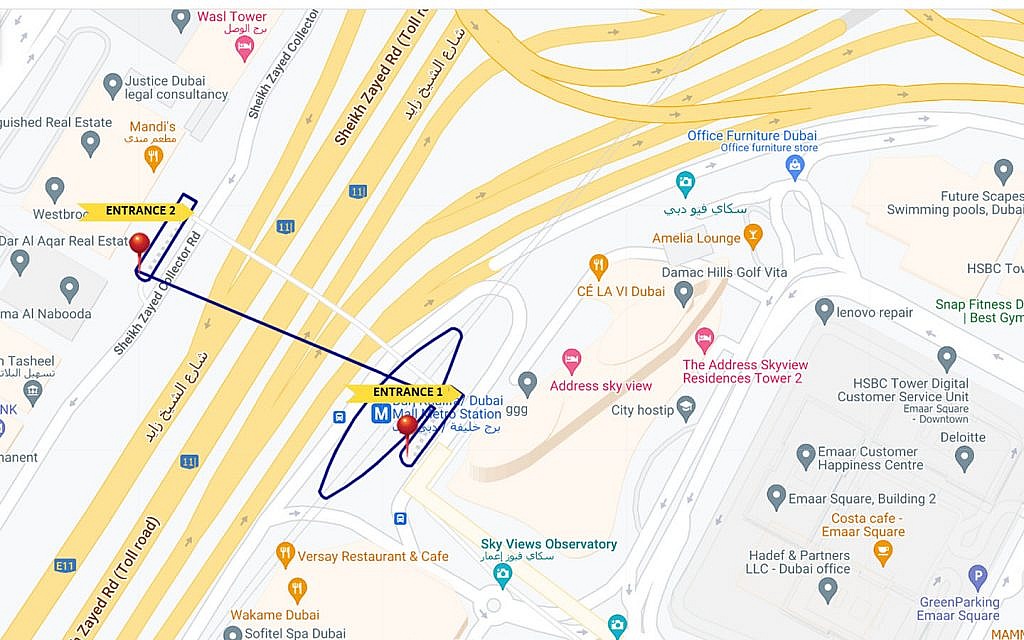 Wasl Tower
برج الوصل
Sheikh Zayed Collector
Sheikh Zayed Rd (Toll r
شارع الشيخ زايد
Justice Dubai
legal consultancy
guished Real Estate
Mandi's
مطعم مندي
Office Furniture Dubai
Office furniture store
سكاي فيو دبي
Future Scapes
Swimming pools, Dubai
11
11
Westbroo
ENTRANCE 2
Dar Al Aqar Real Estat
Amelia Lounge
Damac Hills Golf Vita
HSBC Tow
CÉ LA VI Dubai
ma Al Nabooda
Sheikh Zayed Collector Rd
lenovo repair
Snap Fitness D
| Best Gym
n Tasheel
تسهيل البلاتي
The Address Skyview
Residences Tower 2
Address sky view
HSBC Tower Digital
Customer Service Unit
Emaar Square
- Downtown
ENTRANCE 1
Burj Khalifa/ Dubai
M
Mall Metro Station
برج خليفة / دبي
ggg
City hostip
شارع الشيخ زايد
NK
Deloitte
manent
11
Emaar Customer
Happiness Centre
Emaar Square, Building 2
Costa cafe -
Emaar Square
Sky Views Observatory
سكاي فيوز إعمار
Versay Restaurant & Cafe
Hadef & Partners
LLC - Dubai office
E11
h Zayed Rd (Toll road)
P
GreenParking
Emaar Square
Wakame Dubai
Sofitel Spa Dubai
MAMM